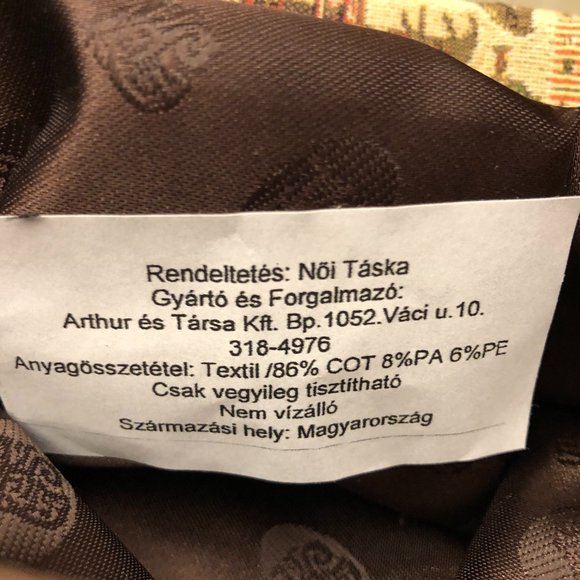 Rendeltetés: Női Táska
Gyártó és Forgalmazó:
Arthur és Társa Kft. Bp.1052.Váci u.10.
318-4976
Anyagösszetétel: Textil /86% COT 8%PA 6%PE
Csak vegyileg tisztítható
Nem vízálló
Származási hely: Magyarország